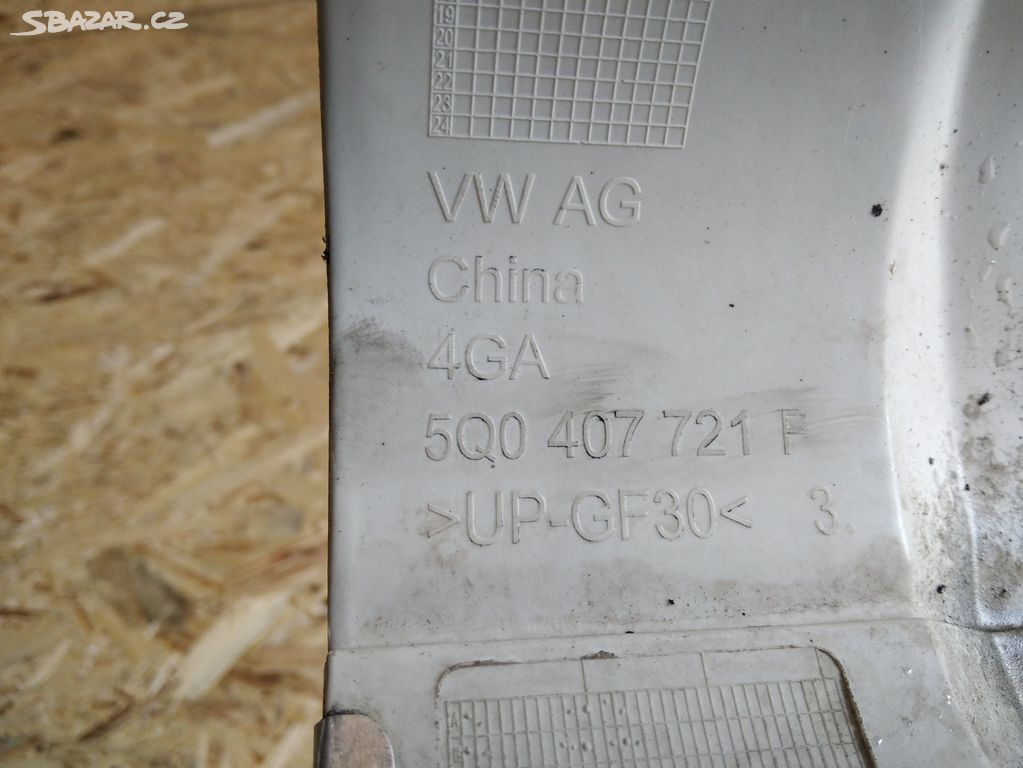 SBAZAR.CZ
19
20
21
22
23
24
VW AG
China
4GA
5Q0 407 721 F
>UP-GF30< 3.
A